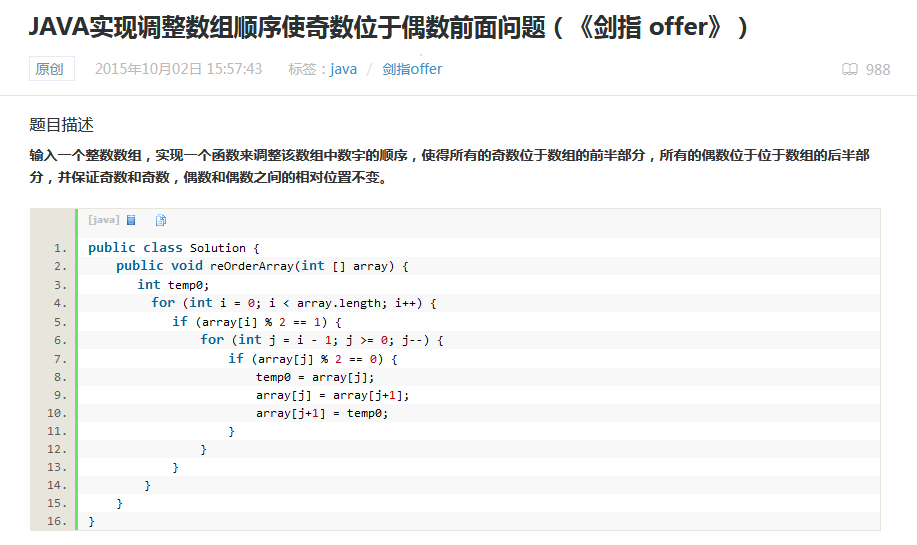 JAVA实现调整数组顺序使奇数位于偶数前面问题（《剑指 offer》）
原创 2015年10月02日 15:57:43 标签：java / 剑指offer 988
题目描述
输入一个整数数组，实现一个函数来调整该数组中数字的顺序，使得所有的奇数位于数组的前半部分，所有的偶数位于位于数组的后半部
分，并保证奇数和奇数，偶数和偶数之间的相对位置不变。
[java]
1. public class Solution {
2. public void reOrderArray(int [] array) {
3. int temp0;
4. for (int i = 0; i < array.length; i++) {
5. if (array[i] % 2 == 1) {
6. for (int j = i - 1; j >= 0; j--) {
7. if (array[j] % 2 == 0) {
8. temp0 = array[j];
9. array[j] = array[j+1];
10. array[j+1] = temp0;
11. }
12. }
13. }
14. }
15. }
16. }